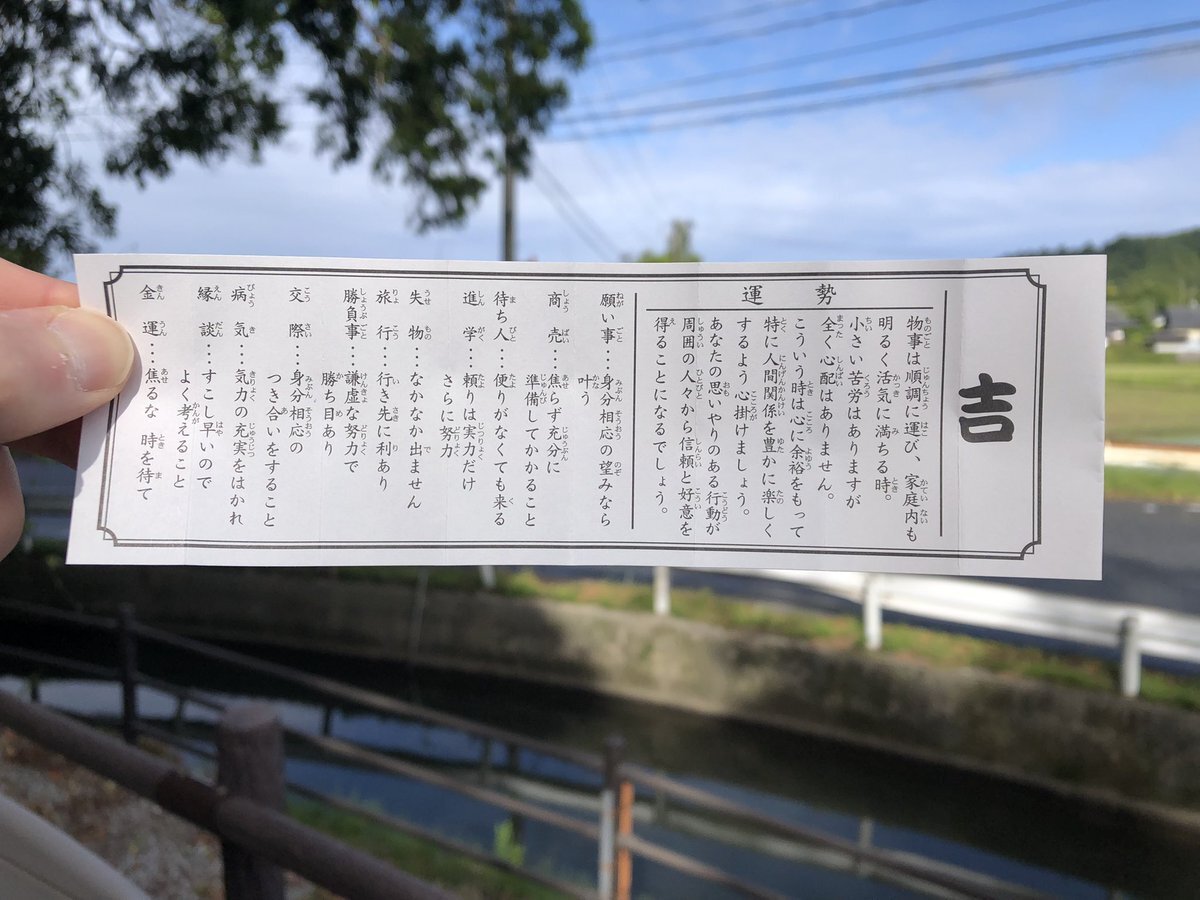 吉
運勢
物事は順調に運び、家庭内も
明るく活気に満ちる時。
小さい苦労はありますが
全く心配はありません。
こういう時は心に余裕をもって
特に人間関係を豊かに楽しく
するよう心掛けましょう。
あなたの思いやりのある行動が
周囲の人々から信頼と好意を
得ることになるでしょう。
願い事…身分相応の望みなら
叶う
商売…焦らず充分に
準備してかかること
待ち人…便りがなくても来る
進学…頼りは実力だけ
さらに努力
失物…なかなか出ません
旅行…行き先に利あり
勝負事…謙虚な努力で
勝ち目あり
交際…身分相応の
つき合いをすること
病気…気力の充実をはかれ
縁談…すこし早いので
よく考えること
金運…焦るな 時を待て